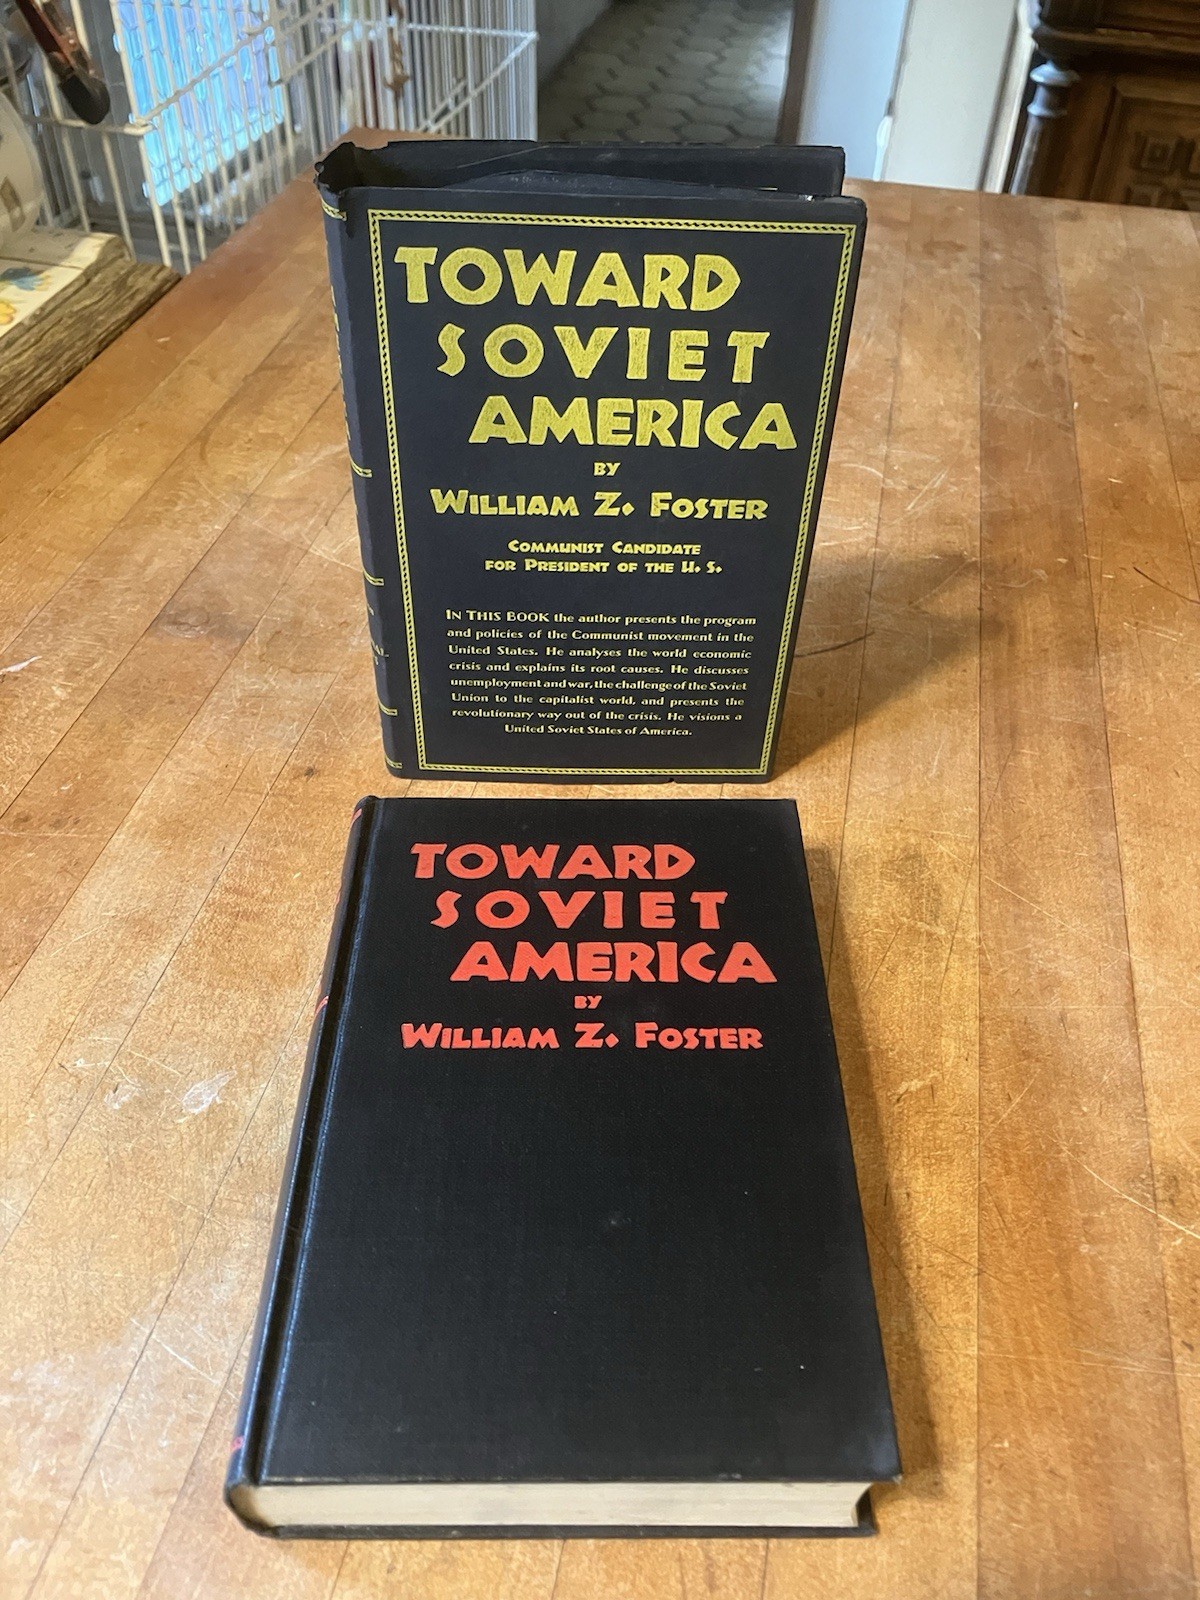 TOWARD
SOVIET
AMERICA
BY
WILLIAM Z. FOSTER
COMMUNIST CANDIDATE
FOR PRESIDENT OF THE U. S.
IN THIS BOOK the author presents the program
and policies of the Communist movement in the
United States. He analyses the world economic
crisis and explains its root causes. He discusses
unemployment and war, the challenge of the Soviet
Union to the capitalist world, and presents the
revolutionary way out of the crisis. He visions a
United Soviet States of America.
TOWARD
SOVIET
AMERICA
BY
WILLIAM Z. FOSTER